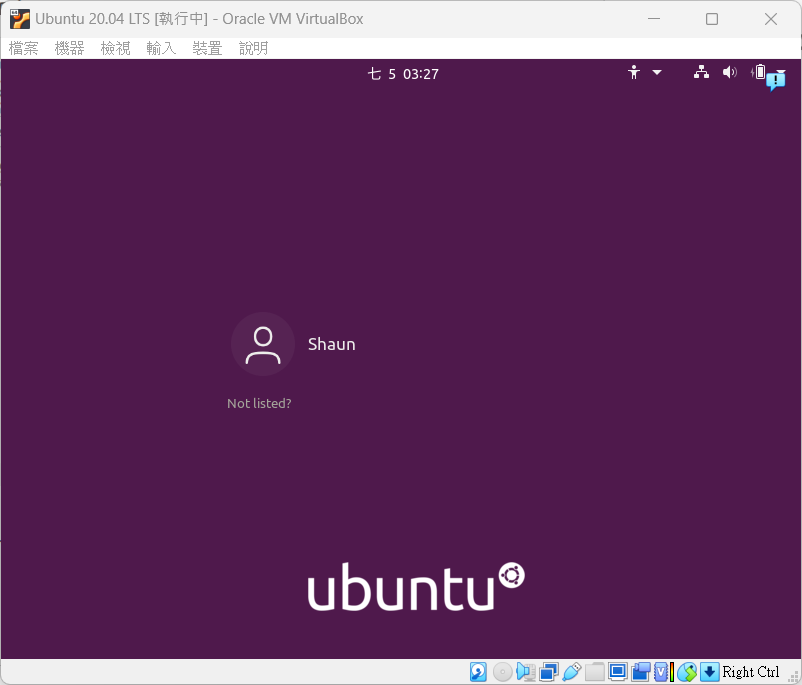 Ubuntu 20.04 LTS [執行中] - Oracle VM VirtualBox
檔案 機器 檢視 輸入 裝置 說明
七 5 03:27
Shaun
Not listed?
ubuntu
Right Ctrl